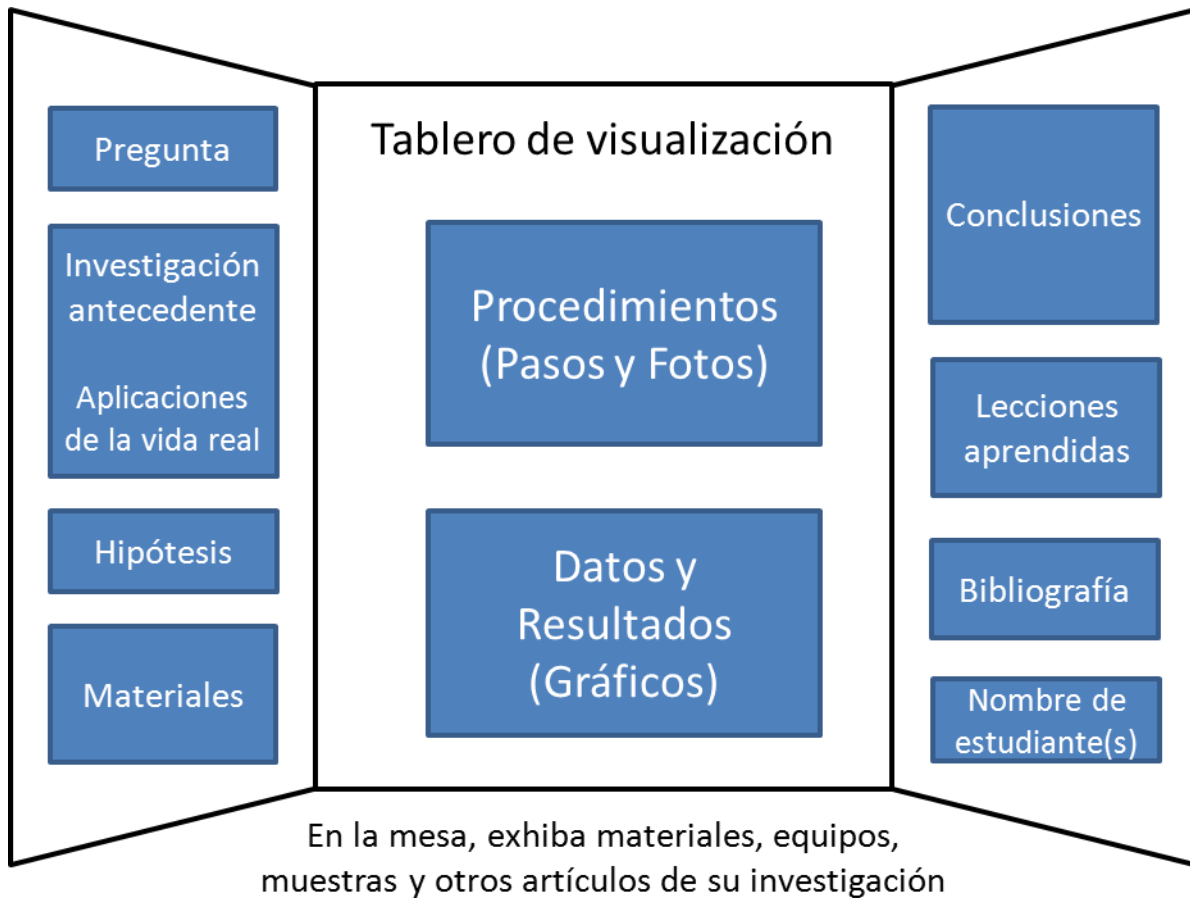 Pregunta
Investigación
antecedente
Aplicaciones
de la vida real
Hipótesis
Materiales
Tablero de visualización
Procedimientos
(Pasos y Fotos)
Datos y
Resultados
(Gráficos)
Conclusiones
Lecciones
aprendidas
Bibliografía
Nombre de
estudiante(s)
En la mesa, exhiba materiales, equipos,
muestras y otros artículos de su investigación